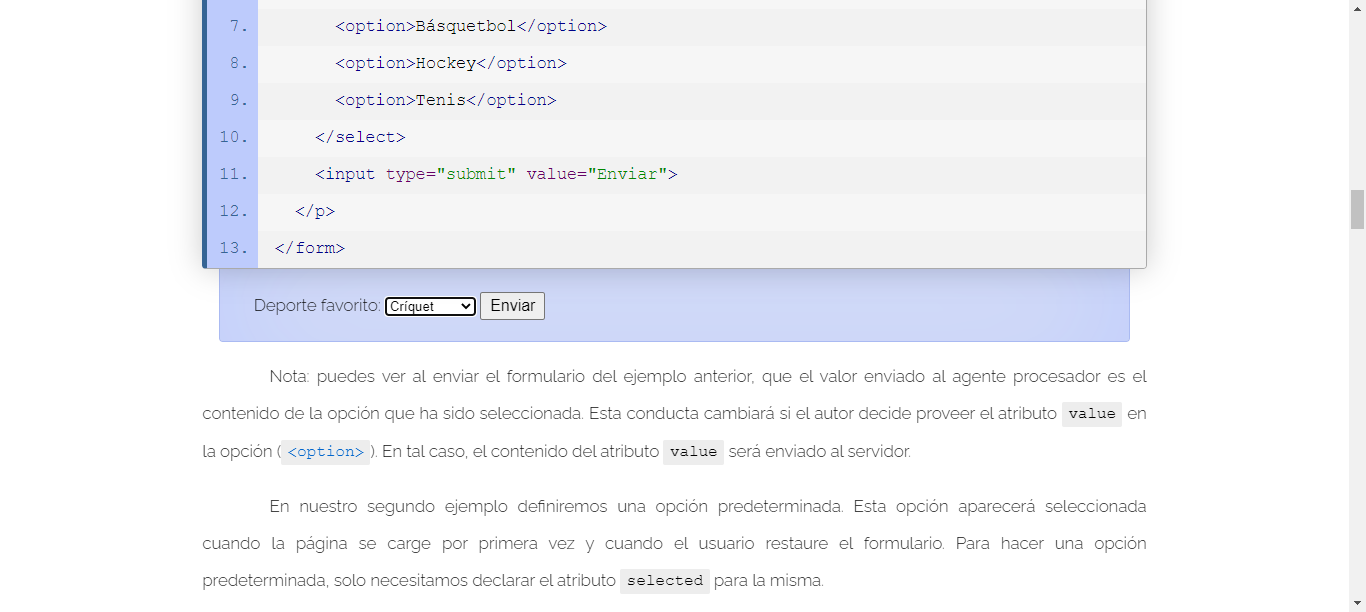 7. <option>Básquetbol</option>
8. <option>Hockey</option>
9. <option>Tenis</option>
10. </select>
11. <input type="submit" value="Enviar">
12. </p>
13. </form>
Deporte favorito: Críquet Enviar
Nota: puedes ver al enviar el formulario del ejemplo anterior, que el valor enviado al agente procesador es el
contenido de la opción que ha sido seleccionada. Esta conducta cambiará si el autor decide proveer el atributo value en
la opción (<option>). En tal caso, el contenido del atributo value será enviado al servidor.
En nuestro segundo ejemplo definiremos una opción predeterminada. Esta opción aparecerá seleccionada
cuando la página se carge por primera vez y cuando el usuario restaure el formulario. Para hacer una opción
predeterminada, solo necesitamos declarar el atributo selected para la misma.